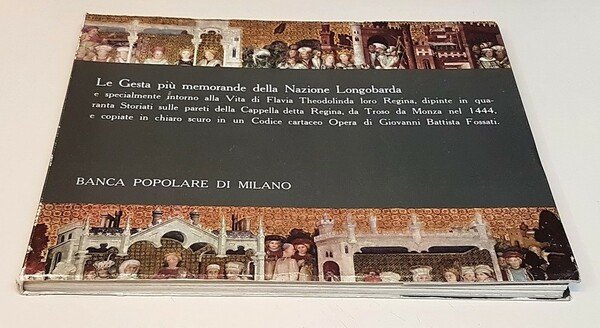 Le Gesta più memorande della Nazione Longobarda
e specialmente intorno alla Vita di Flavia Theodolinda loro Regina, dipinte in qua-
ranta Storiati sulle pareti della Cappella detta Regina, da Troso da Monza nel 1444,
e copiate in chiaro scuro in un Codice cartaceo Opera di Giovanni Battista Fossati.
BANCA POPOLARE DI MILANO